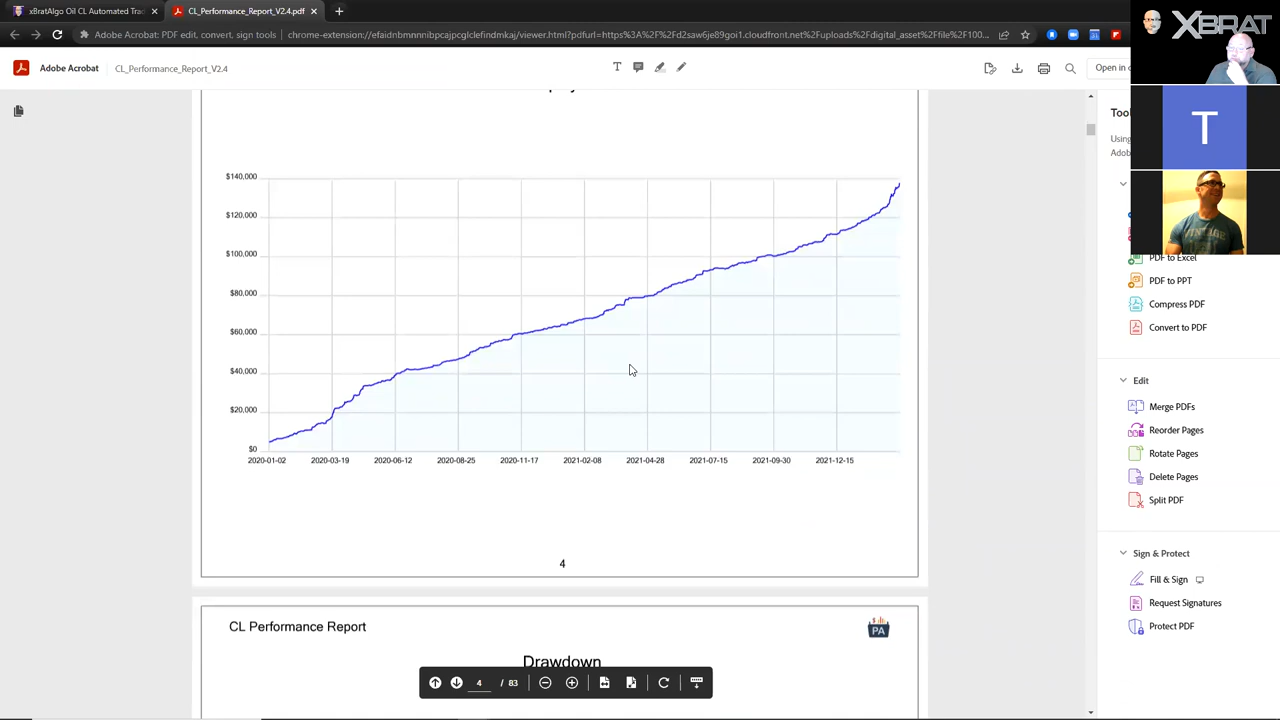 xBratAlgo Oil CL Automated Trad
CL_Performance_Report_V2.4.pdf
Adobe Acrobat: PDF edit, convert, sign tools
chrome-extension://efaidnbmnnnibpcajpcglclefindmkaj/viewer.html?pdfurl=https%3A%2F%2Fd2saw6je89goi1.cloudfront.net%2Fuploads%2Fdigital_asset%2Ffile%2F100...
XBRAT
Adobe Acrobat
CL_Performance_Report_V2.4
Open in
T
Using
Adob
PDF to Excel
PDF to PPT
Compress PDF
Convert to PDF
Edit
Merge PDFs
Reorder Pages
Rotate Pages
Delete Pages
Split PDF
Sign & Protect
Fill & Sign
Request Signatures
Protect PDF
$140,000
$120,000
$100,000
$80,000
$60,000
$40,000
$20,000
$0
2020-01-02 2020-03-19 2020-06-12 2020-08-25 2020-11-17 2021-02-08 2021-04-28 2021-07-15 2021-09-30 2021-12-15
4
CL Performance Report
PA
Drawdown
4 / 83
VINTAGE